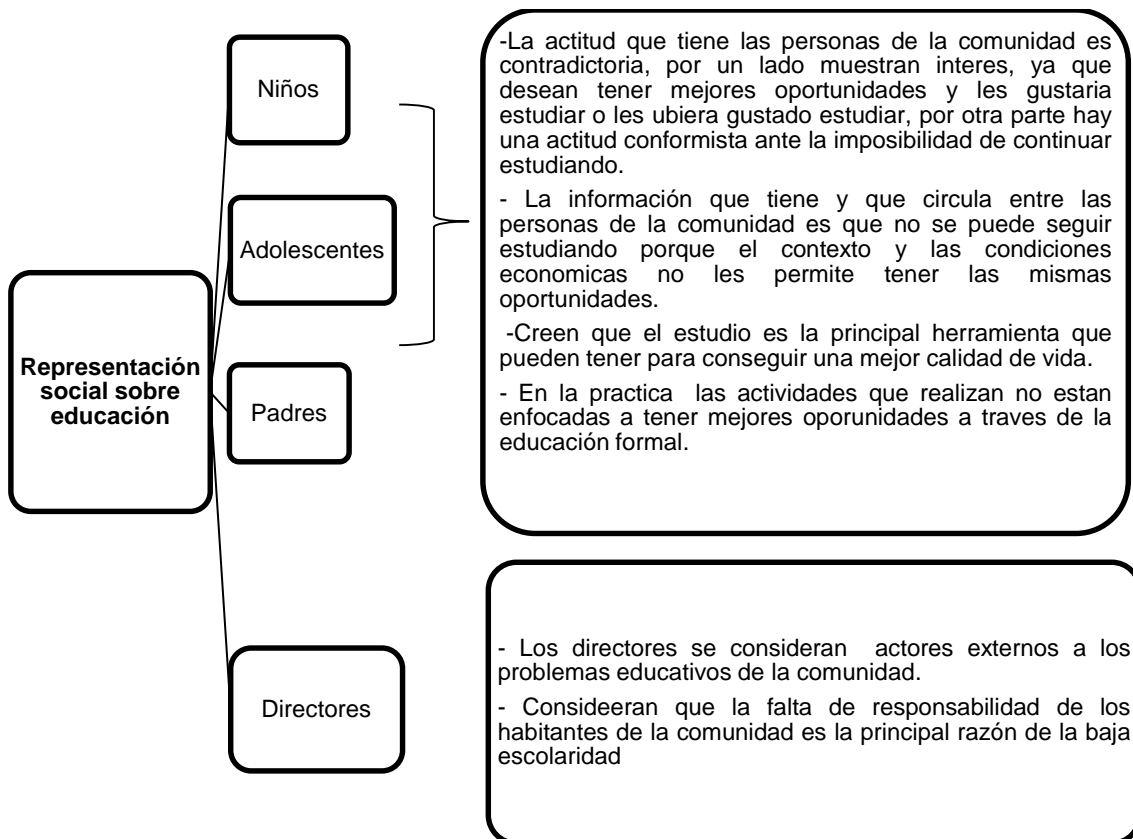 Representación
social sobre
educación
Niños
Adolescentes
Padres
Directores
-La actitud que tiene las personas de la comunidad es
contradictoria, por un lado muestran interes, ya que
desean tener mejores oportunidades y les gustaria
estudiar o les ubiera gustado estudiar, por otra parte hay
una actitud conformista ante la imposibilidad de continuar
estudiando.
- La información que tiene y que circula entre las
personas de la comunidad es que no se puede seguir
estudiando porque el contexto y las condiciones
economicas no les permite tener las mismas
oportunidades.
-Creen que el estudio es la principal herramienta que
pueden tener para conseguir una mejor calidad de vida.
- En la practica las actividades que realizan no estan
enfocadas a tener mejores oporunidades a traves de la
educación formal.
- Los directores se consideran actores externos a los
problemas educativos de la comunidad.
- Consideeran que la falta de responsabilidad de los
habitantes de la comunidad es la principal razón de la baja
escolaridad